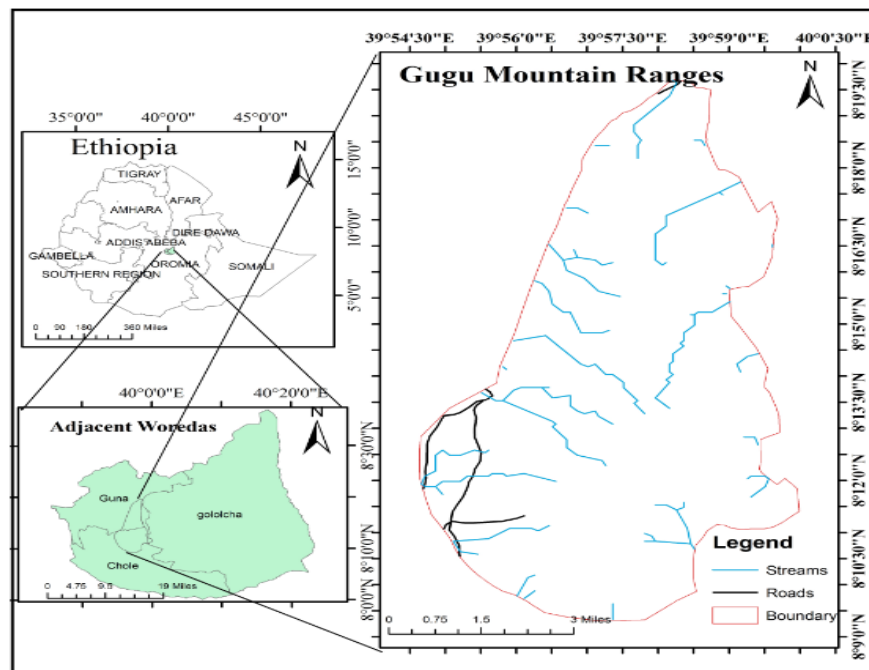 35°0'0"E 40°0'0"E 45°0'0"E
Ethiopia
N
TIGRAY
AFAR
AMHARA
DIRE DAWA
ADDIS ABEBA
GAMBELLA
OROMIA
SOMALI
SOUTHERN REGION
15°0'0"N
10°0'0"N
5°0'0"N
0 90 180 360 Miles
40°0'0"E 40°20'0"E
Adjacent Woredas
N
Guna
gololcha
Chole
0 4.75 9.5 19 Miles
8°10'0"N
8°0'0"N
39°54'30"E 39°56'0"E 39°57'30"E 39°59'0"E 40°0'30"E
Gugu Mountain Ranges
N
8°19'30"N
8°18'0"N
8°16'30"N
8°15'0"N
8°13'30"N
8°12'0"N
8°10'30"N
8°9'0"N
Legend
Streams
Roads
Boundary
0 0.75 1.5 3 Miles